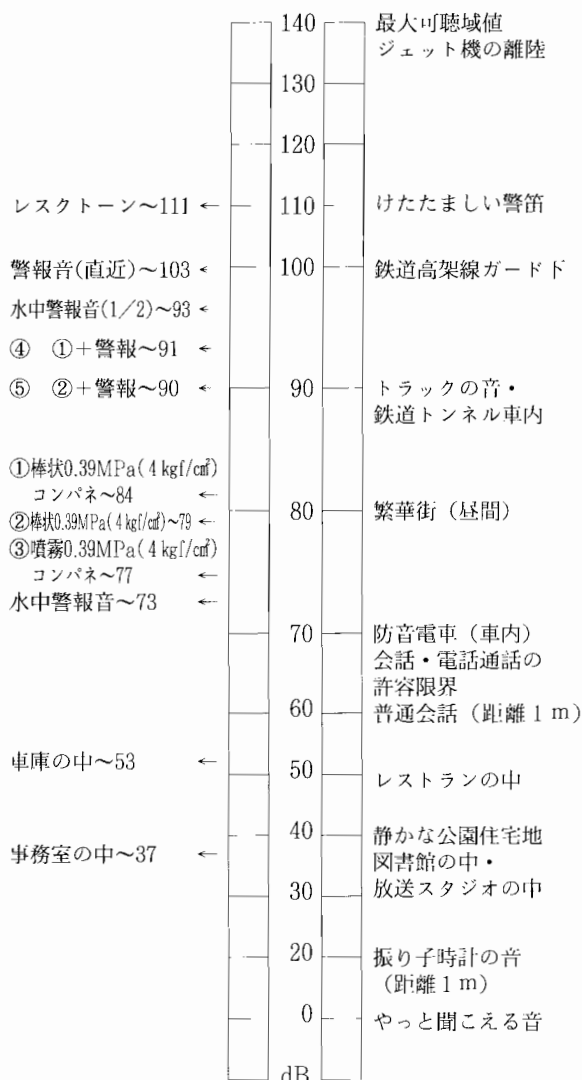 140 最大可聴域値
ジェット機の離陸
130
120
レスクトーン～111 ← 110 けたたましい警笛
警報音(直近)～103 ← 100 鉄道高架線ガード下
水中警報音(1/2)～93 ←
④ ①+警報～91 ←
⑤ ②+警報～90 ← 90 トラックの音・
鉄道トンネル車内
①棒状0.39MPa(4kgf/㎠)
コンパネ～84 ←
80 繁華街（昼間）
②棒状0.39MPa(4kgf/㎠)～79 ←
③噴霧0.39MPa(4kgf/㎠)
コンパネ～77 ←
水中警報音～73 ←
70 防音電車（車内）
会話・電話通話の
許容限界
60 普通会話（距離1m）
車庫の中～53 ←
50 レストランの中
40 静かな公園住宅地
事務室の中～37 ← 図書館の中・
30 放送スタジオの中
20 振り子時計の音
（距離1m）
0 やっと聞こえる音
dB